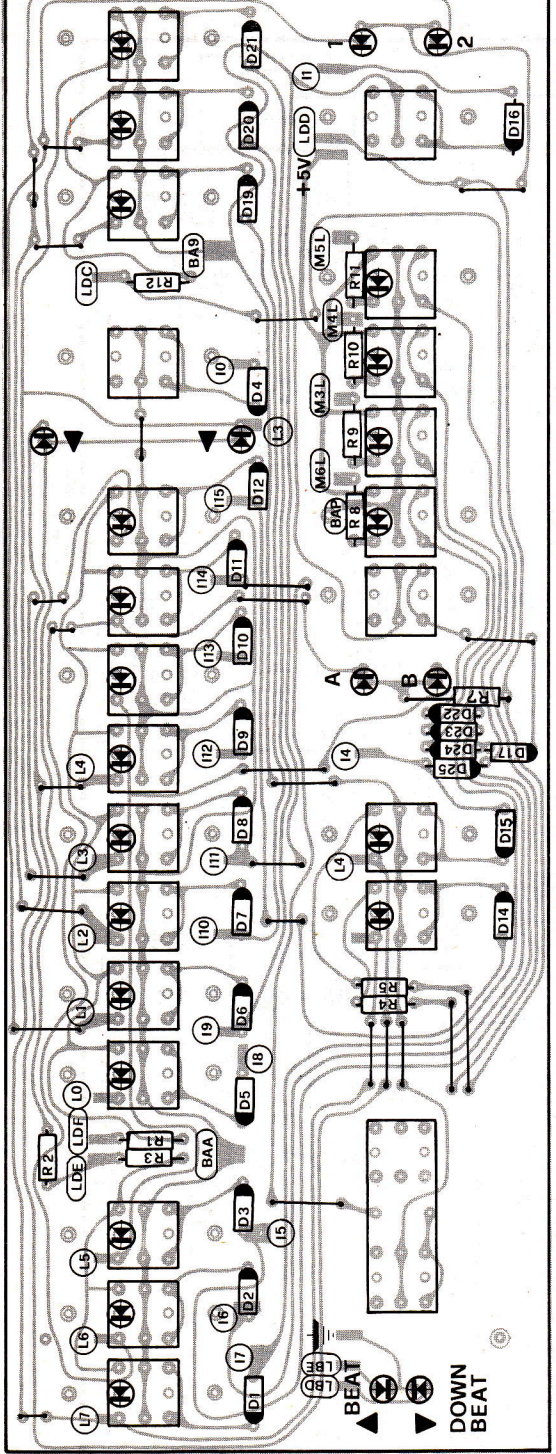 1
2
D21
I1
D20
LDD
D16
+5V
D19
BA9
M5L
LDC
R12
R11
M4L
R10
I0
D4
M3L
L3
R9
D12
I15
M6L
BAP
R8
D11
I14
D10
I13
A
B
R7
D22
D23
D24
D25
D17
D9
I12
L4
I4
D8
I11
L3
L4
D15
D7
I10
L2
D14
D6
I9
L1
R5
R4
I8
D5
L0
LDF
LDE
R2
R1
R3
BAA
D3
I5
L5
D2
I6
L6
I7
D1
L7
LBE
LBD
BEAT
DOWN
BEAT